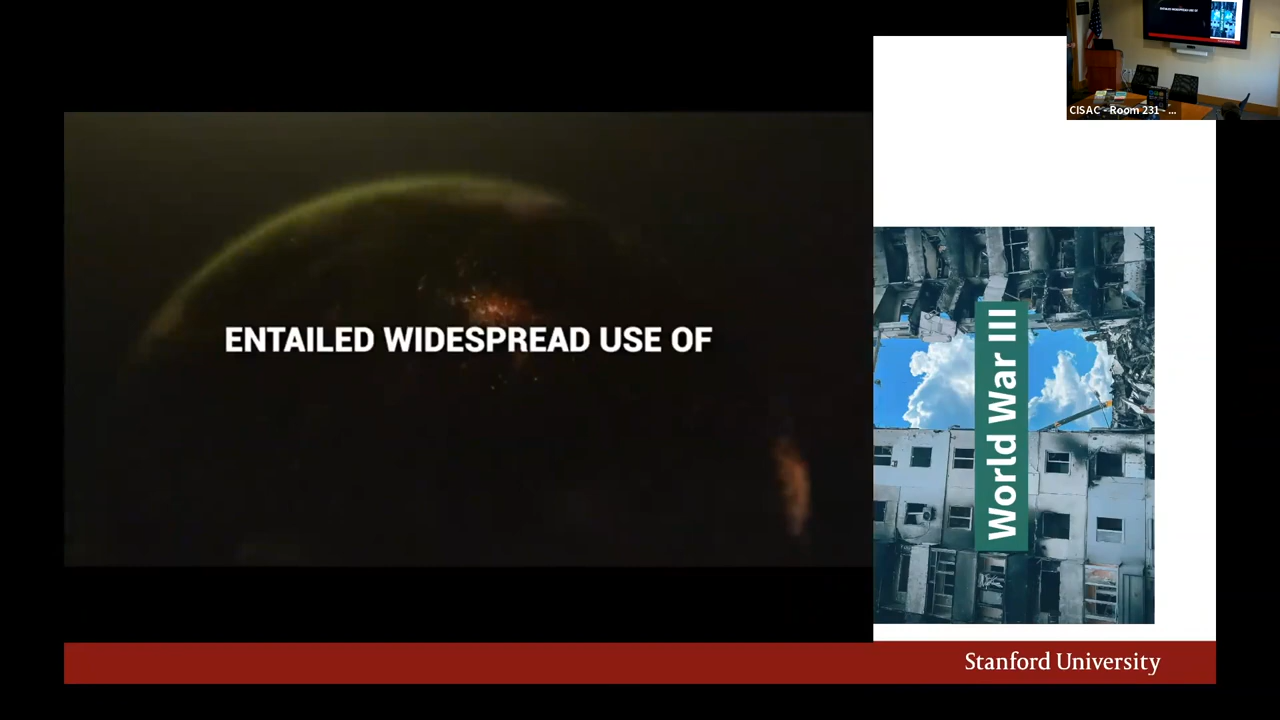 CISAC - Room 231 - ...
ENTAILED WIDESPREAD USE OF
World War III
Stanford University